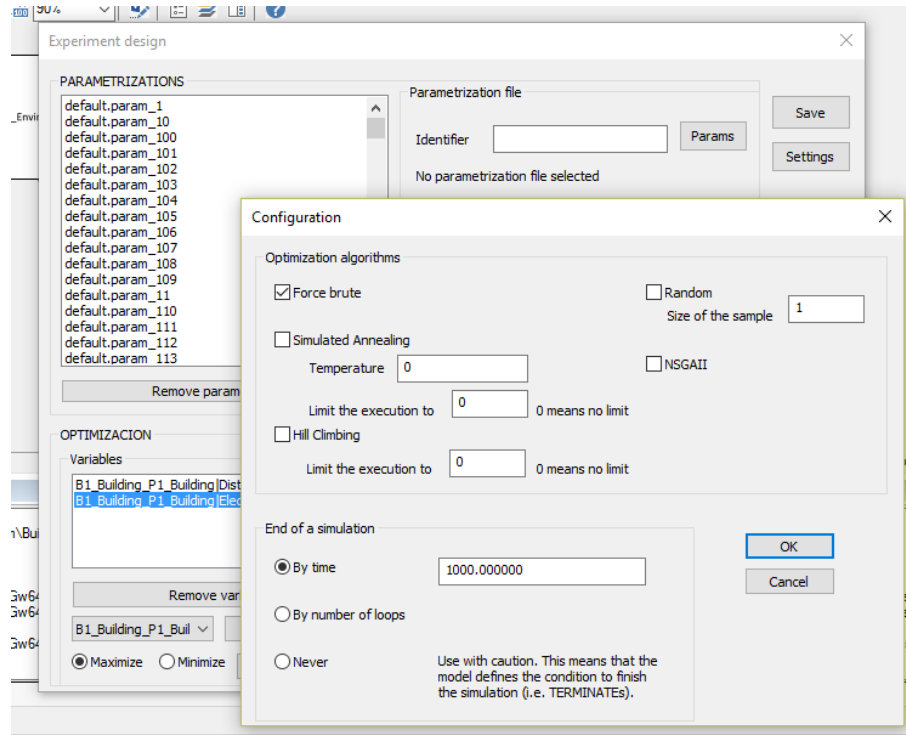 90%
Experiment design
PARAMETRIZATIONS
default.param_1
default.param_10
default.param_100
default.param_101
default.param_102
default.param_103
default.param_104
default.param_105
default.param_106
default.param_107
default.param_108
default.param_109
default.param_11
default.param_110
default.param_111
default.param_112
default.param_113
Remove param
Parametrization file
Identifier
Params
No parametrization file selected
Save
Settings
_Envir
OPTIMIZACION
Variables
B1_Building_P1_Building|Dist
B1_Building_P1_Building|Elec
Remove var
B1_Building_P1_Buil
Maximize Minimize
n\Bui
Gw64
Gw64
Gw64
Configuration
Optimization algorithms
Force brute
Random
Size of the sample 1
Simulated Annealing
Temperature 0
NSGAII
Limit the execution to 0 0 means no limit
Hill Climbing
Limit the execution to 0 0 means no limit
End of a simulation
By time 1000.000000
By number of loops
Never
Use with caution. This means that the
model defines the condition to finish
the simulation (i.e. TERMINATEs).
OK
Cancel